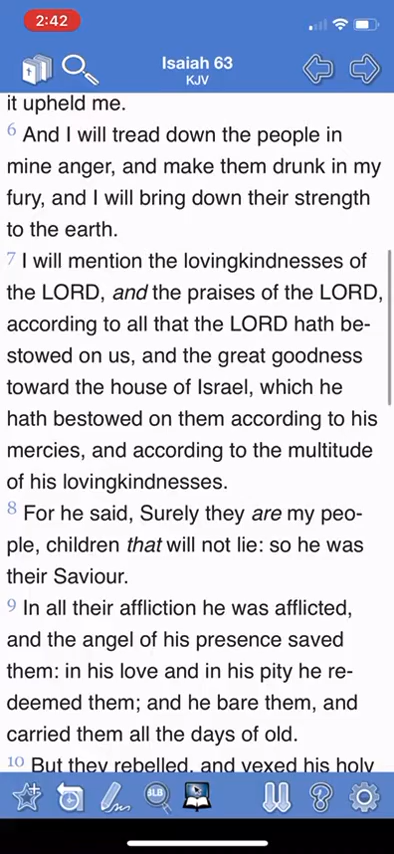 2:42
Isaiah 63
KJV
it upheld me.
6 And I will tread down the people in
mine anger, and make them drunk in my
fury, and I will bring down their strength
to the earth.
7 I will mention the lovingkindnesses of
the LORD, and the praises of the LORD,
according to all that the LORD hath be-
stowed on us, and the great goodness
toward the house of Israel, which he
hath bestowed on them according to his
mercies, and according to the multitude
of his lovingkindnesses.
8 For he said, Surely they are my peo-
ple, children that will not lie: so he was
their Saviour.
9 In all their affliction he was afflicted,
and the angel of his presence saved
them: in his love and in his pity he re-
deemed them; and he bare them, and
carried them all the days of old.
10 But they rebelled, and vexed his holy
BLB
?